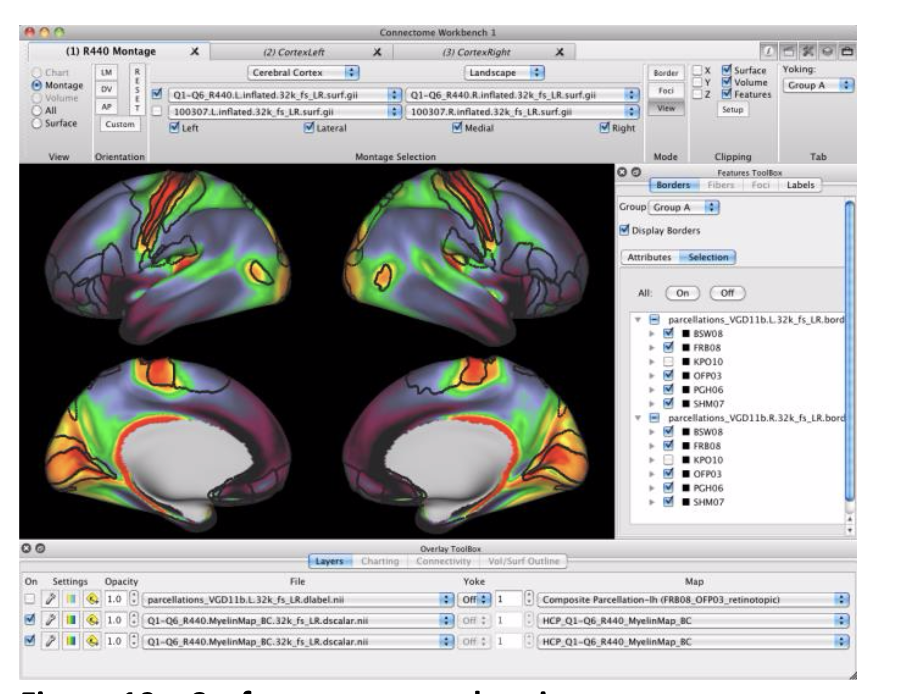 Connectome Workbench 1
(1) R440 Montage X (2) CortexLeft X (3) CortexRight X
Chart
Montage
Volume
All
Surface
View
LM
DV
AP
RESET
Custom
Orientation
Cerebral Cortex Landscape
Q1-Q6_R440.L.inflated.32k_fs_LR.surf.gii Q1-Q6_R440.R.inflated.32k_fs_LR.surf.gii
100307.L.inflated.32k_fs_LR.surf.gii 100307.R.inflated.32k_fs_LR.surf.gii
Left Lateral Medial Right
Montage Selection
Border
Foci
View
Mode
X Surface
Y Volume
Z Features
Setup
Clipping
Yoking:
Group A
Tab
Features ToolBox
Borders Fibers Foci Labels
Group Group A
Display Borders
Attributes Selection
All: On Off
parcellations_VGD11b.L.32k_fs_LR.bord
BSW08
FRB08
KPO10
OFP03
PGH06
SHM07
parcellations_VGD11b.R.32k_fs_LR.bord
BSW08
FRB08
KPO10
OFP03
PGH06
SHM07
Overlay ToolBox
Layers Charting Connectivity Vol/Surf Outline
On Settings Opacity File Yoke Map
1.0 parcellations_VGD11b.L.32k_fs_LR.dlabel.nii Off 1 Composite Parcellation-lh (FRB08_OFP03_retinotopic)
1.0 Q1-Q6_R440.MyelinMap_BC.32k_fs_LR.dscalar.nii Off 1 HCP_Q1-Q6_R440_MyelinMap_BC
1.0 Q1-Q6_R440.MyelinMap_BC.32k_fs_LR.dscalar.nii Off 1 HCP_Q1-Q6_R440_MyelinMap_BC